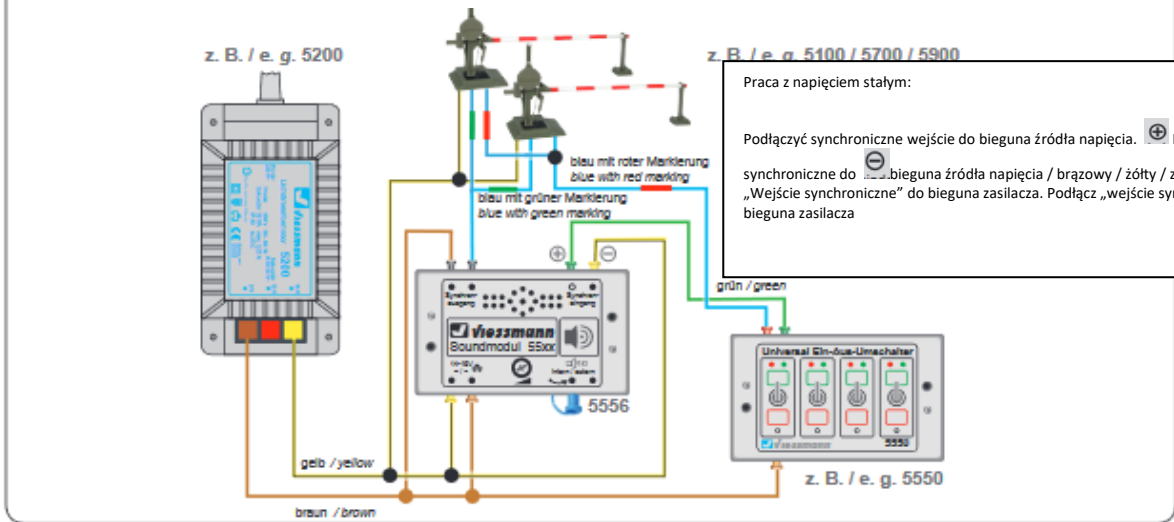 z. B. / e. g. 5200
z. B. / e. g. 5100 / 5700 / 5900
Praca z napięciem stałym:
Podłączyć synchroniczne wejście do bieguna źródła napięcia. ⊕
synchroniczne do ⊖ bieguna źródła napięcia / brązowy / żółty / z
„Wejście synchroniczne” do bieguna zasilacza. Podłącz „wejście syn
bieguna zasilacza
blau mit roter Markierung
blue with red marking
blau mit grüner Markierung
blue with green marking
⊕ ⊖
grün / green
Viessmann
5200
Synchron-
ausgang
Synchron-
eingang
Viessmann
Soundmodul 55xx
intern / extern
5556
Universal Ein-Aus-Umschalter
Viessmann
5550
z. B. / e. g. 5550
gelb / yellow
braun / brown